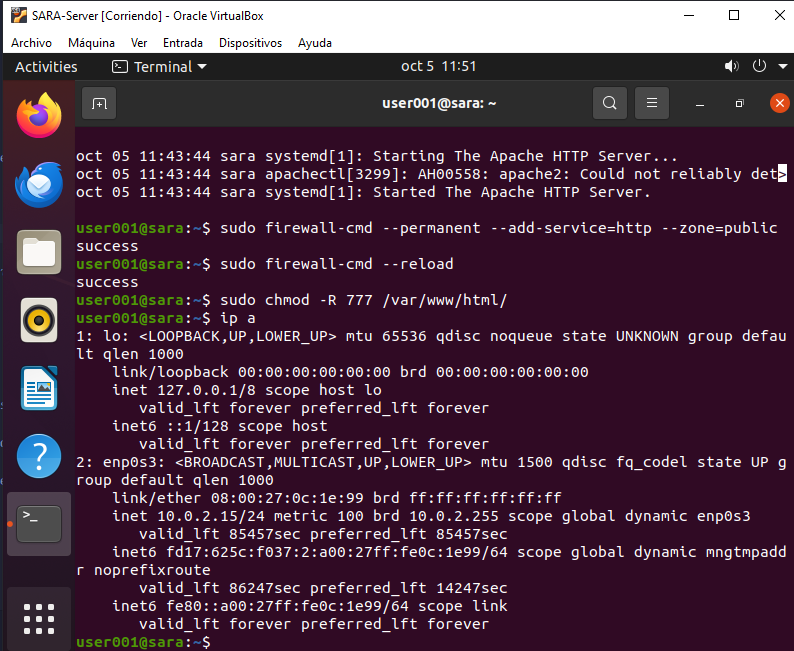 SARA-Server [Corriendo] - Oracle VirtualBox
Archivo Máquina Ver Entrada Dispositivos Ayuda
Activities Terminal oct 5 11:51
user001@sara: ~
oct 05 11:43:44 sara systemd[1]: Starting The Apache HTTP Server...
oct 05 11:43:44 sara apachectl[3299]: AH00558: apache2: Could not reliably det>
oct 05 11:43:44 sara systemd[1]: Started The Apache HTTP Server.
user001@sara:~$ sudo firewall-cmd --permanent --add-service=http --zone=public
success
user001@sara:~$ sudo firewall-cmd --reload
success
user001@sara:~$ sudo chmod -R 777 /var/www/html/
user001@sara:~$ ip a
1: lo: <LOOPBACK,UP,LOWER_UP> mtu 65536 qdisc noqueue state UNKNOWN group defau
lt qlen 1000
link/loopback 00:00:00:00:00:00 brd 00:00:00:00:00:00
inet 127.0.0.1/8 scope host lo
valid_lft forever preferred_lft forever
inet6 ::1/128 scope host
valid_lft forever preferred_lft forever
2: enp0s3: <BROADCAST,MULTICAST,UP,LOWER_UP> mtu 1500 qdisc fq_codel state UP g
roup default qlen 1000
link/ether 08:00:27:0c:1e:99 brd ff:ff:ff:ff:ff:ff
inet 10.0.2.15/24 metric 100 brd 10.0.2.255 scope global dynamic enp0s3
valid_lft 85457sec preferred_lft 85457sec
inet6 fd17:625c:f037:2:a00:27ff:fe0c:1e99/64 scope global dynamic mngtmpadd
r noprefixroute
valid_lft 86247sec preferred_lft 14247sec
inet6 fe80::a00:27ff:fe0c:1e99/64 scope link
valid_lft forever preferred_lft forever
user001@sara:~$